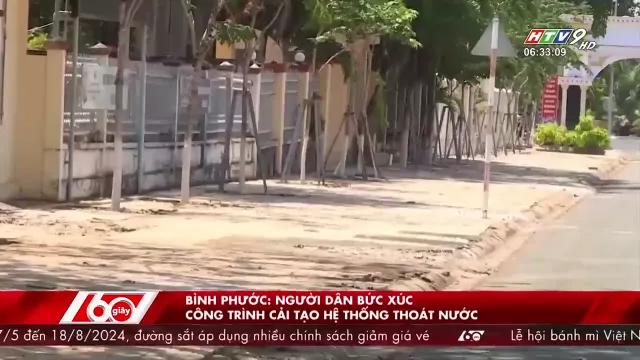 HTV9 HD
06:33:09
60 giây
BÌNH PHƯỚC: NGƯỜI DÂN BỨC XÚC
CÔNG TRÌNH CẢI TẠO HỆ THỐNG THOÁT NƯỚC
7/5 đến 18/8/2024, đường sắt áp dụng nhiều chính sách giảm giá vé 60 Lễ hội bánh mì Việt N